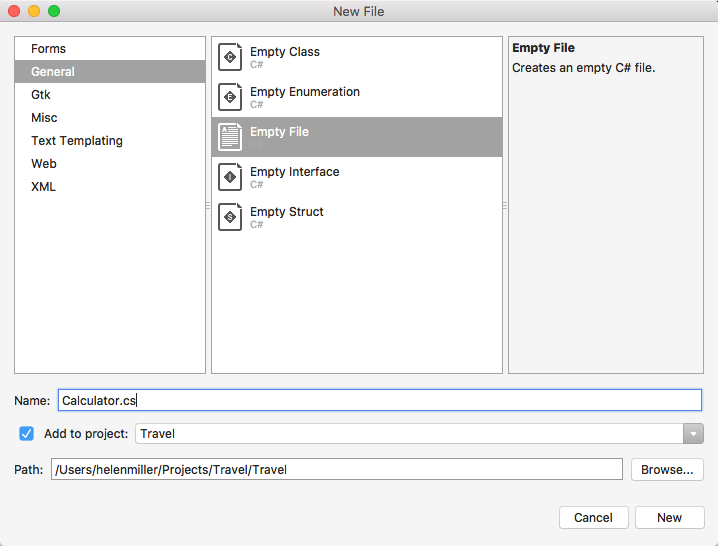 New File
Forms
General
Gtk
Misc
Text Templating
Web
XML
Empty Class
C#
Empty Enumeration
C#
Empty File
C#
Empty Interface
C#
Empty Struct
C#
Empty File
Creates an empty C# file.
Name: Calculator.cs
Add to project: Travel
Path: /Users/helenmiller/Projects/Travel/Travel Browse...
Cancel New